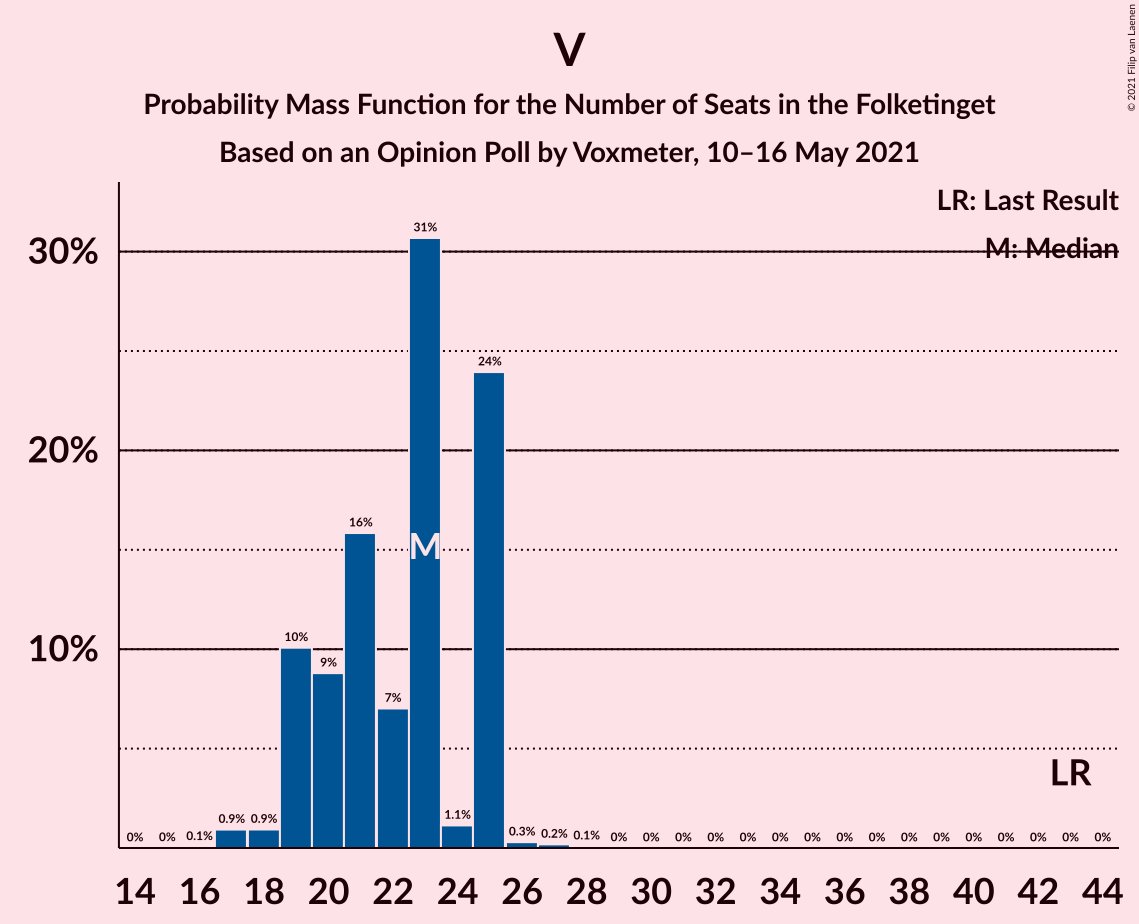 V
Probability Mass Function for the Number of Seats in the Folketinget
Based on an Opinion Poll by Voxmeter, 10–16 May 2021
© 2021 Filip van Laenen
LR: Last Result
M: Median
30%
20%
10%
0% 0% 0.1% 0.9% 0.9% 10% 9% 16% 7% 31% 1.1% 24% 0.3% 0.2% 0.1% 0% 0% 0% 0% 0% 0% 0% 0% 0% 0% 0% 0% 0% 0% 0% 0%
M
LR
14 16 18 20 22 24 26 28 30 32 34 36 38 40 42 44